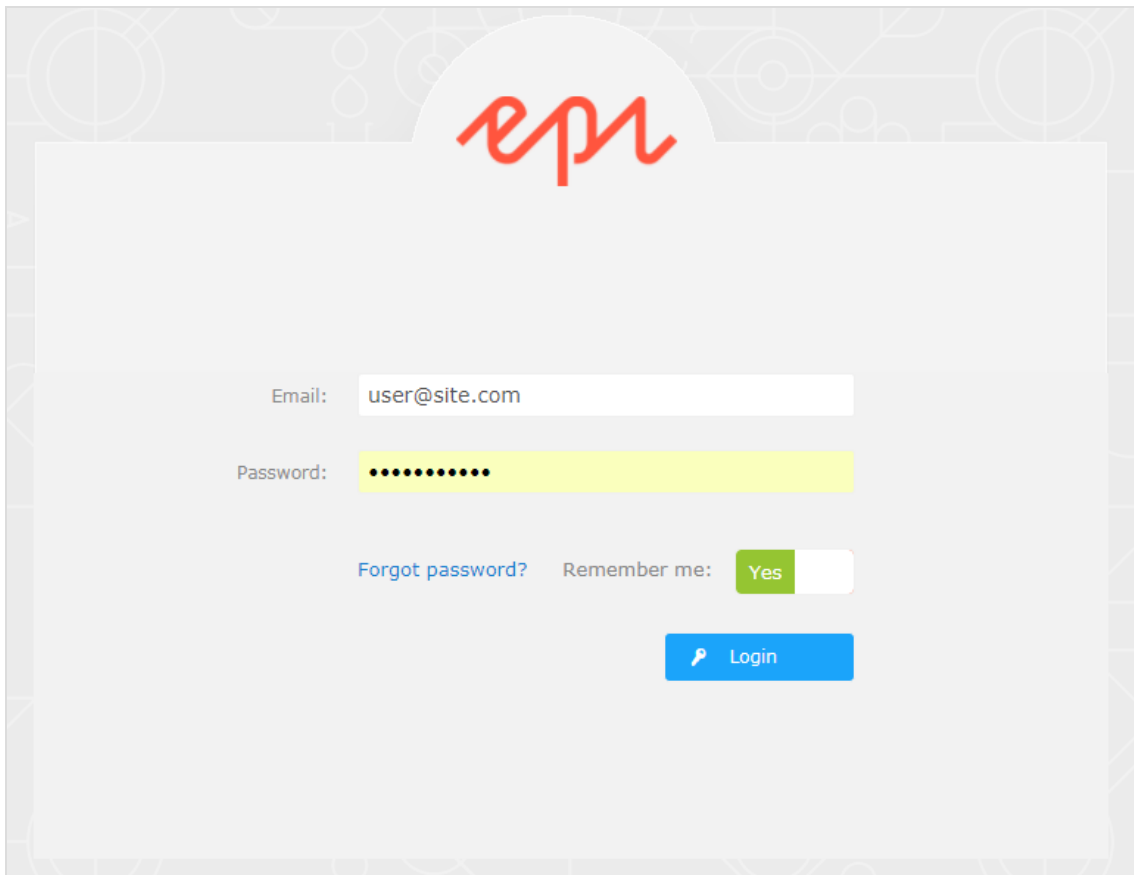 epi
Email: user@site.com
Password: •••••••••••
Forgot password? Remember me: Yes
Login